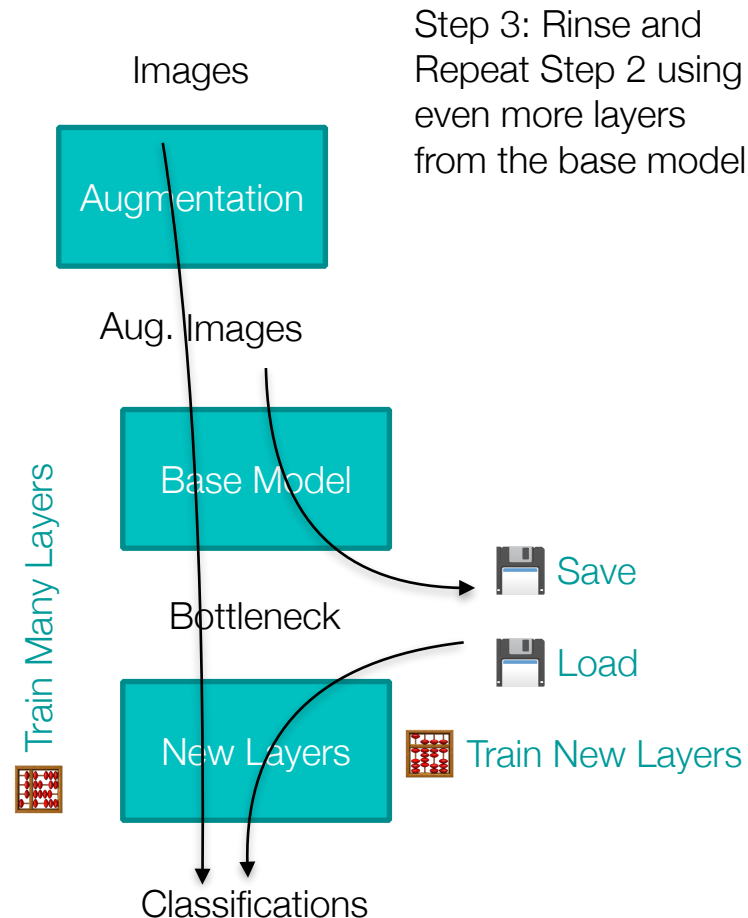 Step 3: Rinse and
Repeat Step 2 using
even more layers
from the base model
Images
Augmentation
Aug. Images
Base Model
Save
Bottleneck
Load
New Layers
Train New Layers
Train Many Layers
Classifications